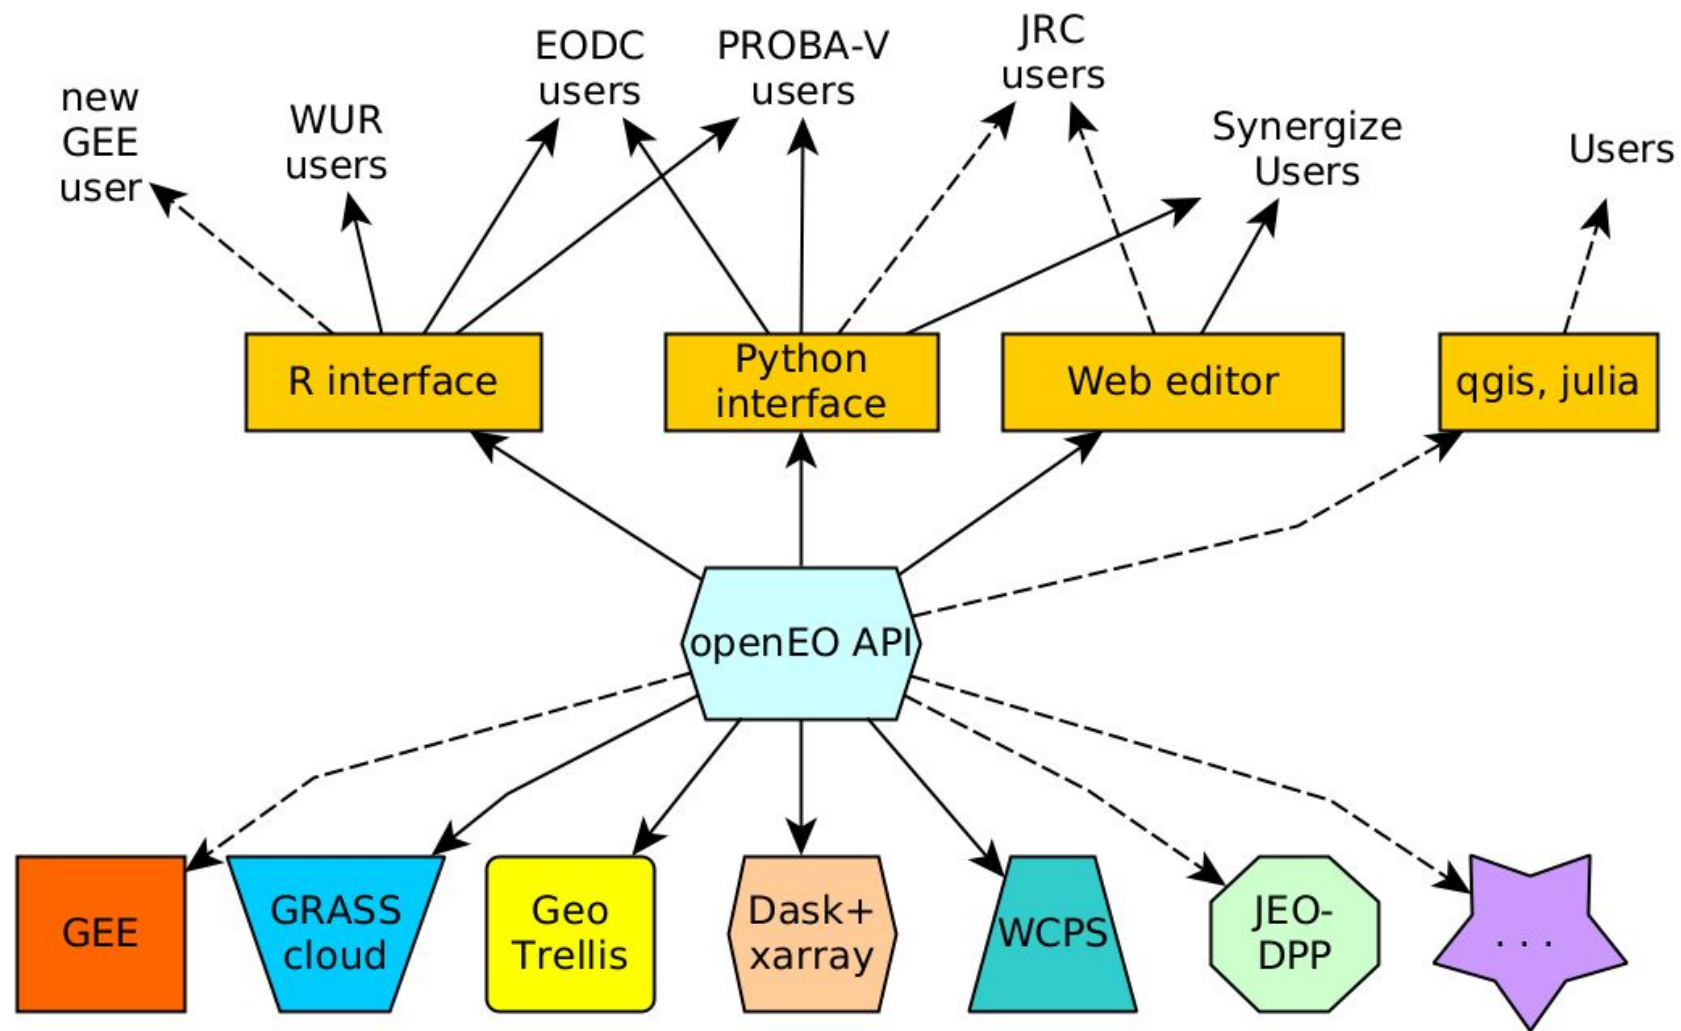 new
GEE
user
WUR
users
EODC
users
PROBA-V
users
JRC
users
Synergize
Users
Users
R interface
Python
interface
Web editor
qgis, julia
openEO API
GEE
GRASS
cloud
Geo
Trellis
Dask+
xarray
WCPS
JEO-
DPP
. . .